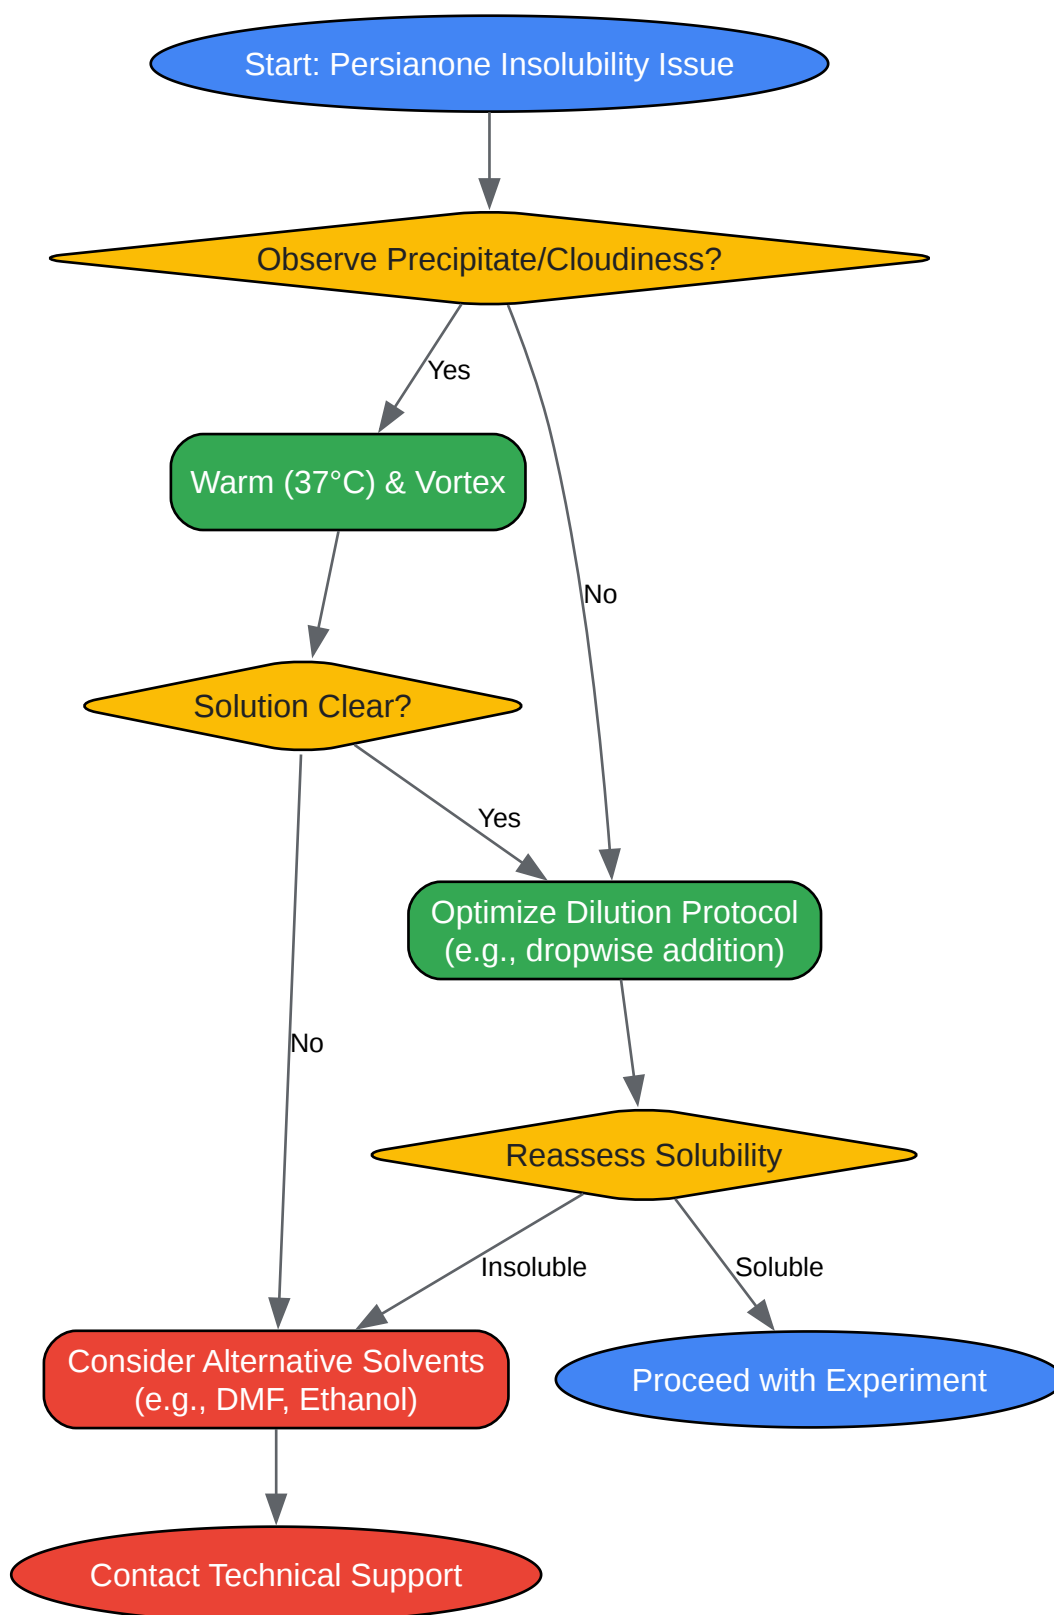 Start: Persianone Insolubility Issue
Observe Precipitate/Cloudiness?
Yes
Warm (37°C) & Vortex
No
Solution Clear?
Yes
Optimize Dilution Protocol
(e.g., dropwise addition)
No
Reassess Solubility
Insoluble
Soluble
Consider Alternative Solvents
(e.g., DMF, Ethanol)
Proceed with Experiment
Contact Technical Support